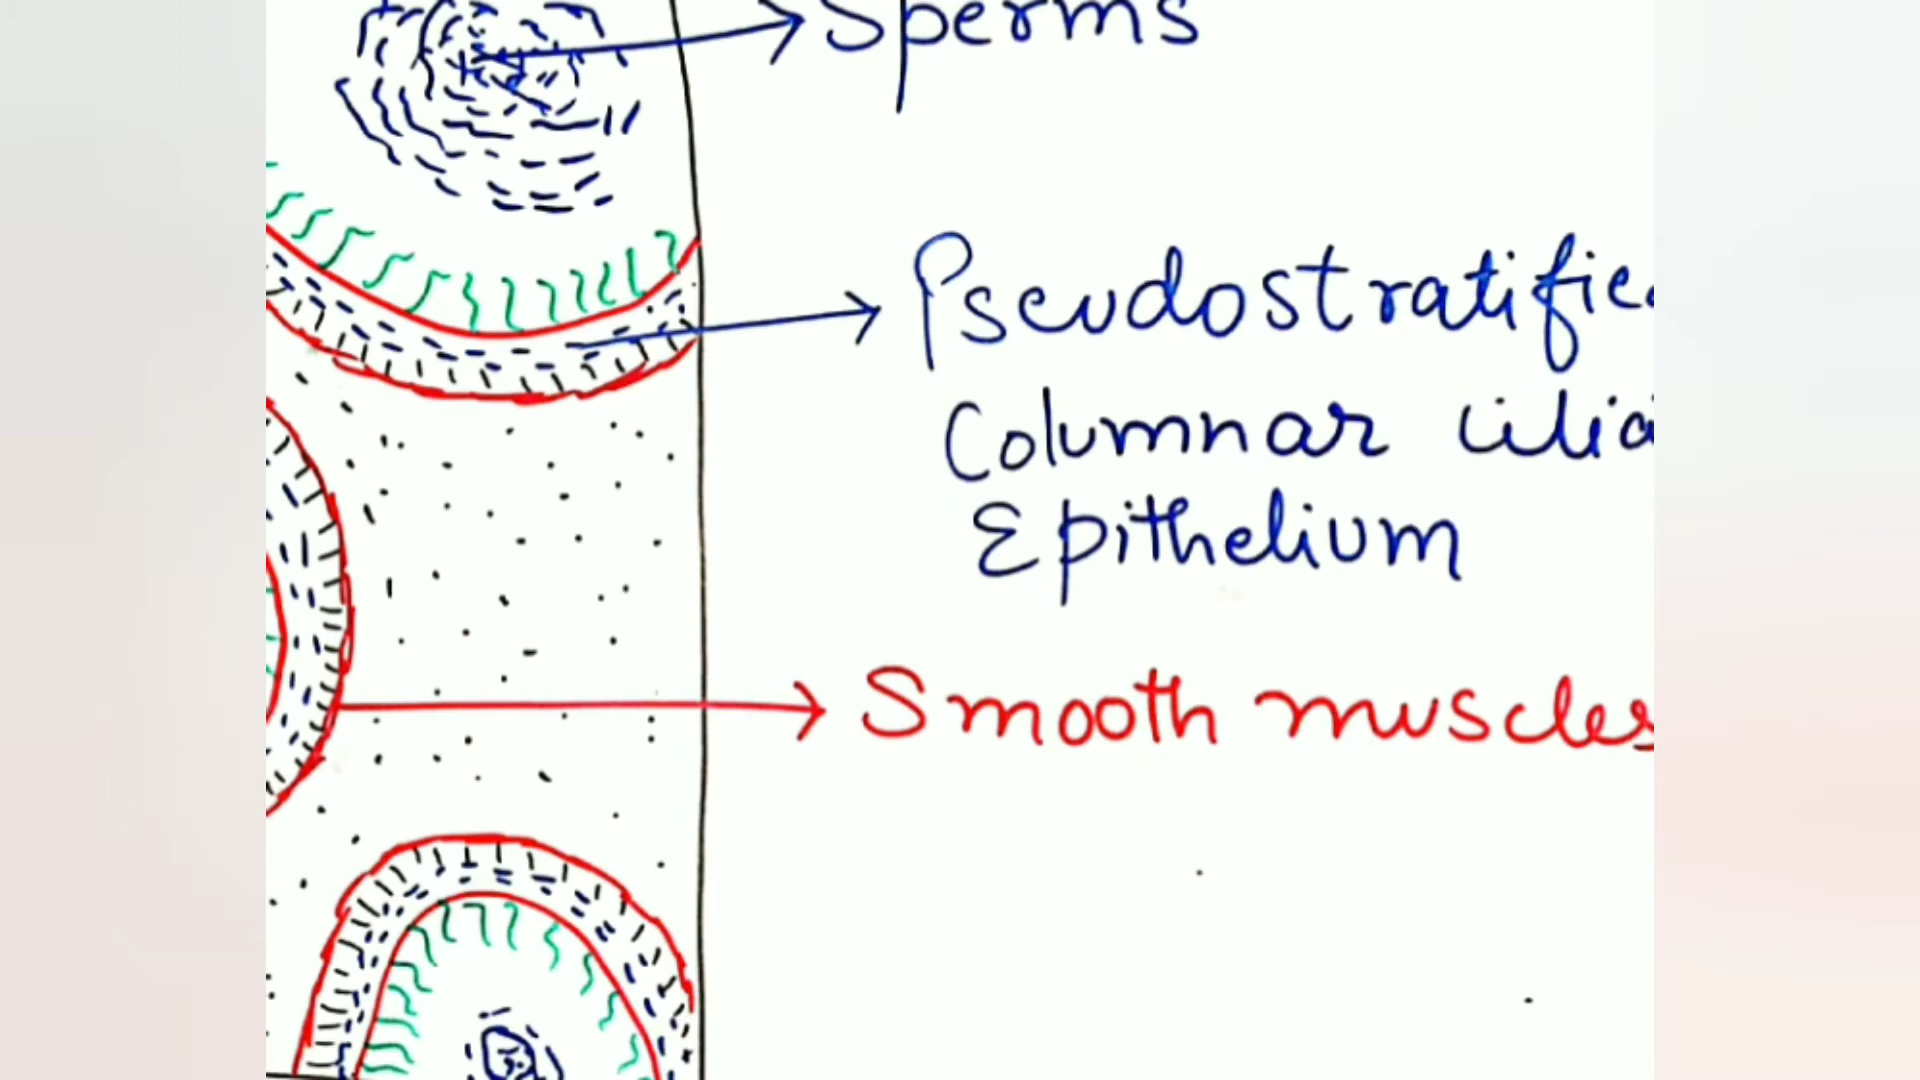 Sperms
Pseudostratifie
Columnar cilia
Epithelium
Smooth muscles